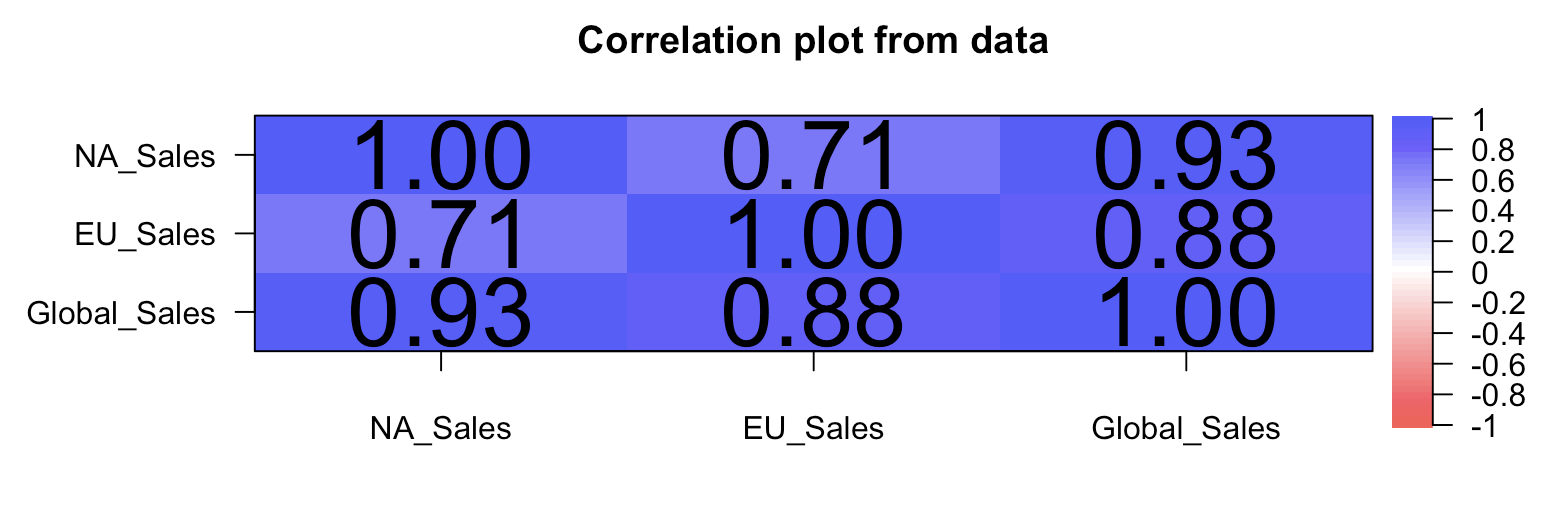 Correlation plot from data
NA_Sales 1.00 0.71 0.93
EU_Sales 0.71 1.00 0.88
Global_Sales 0.93 0.88 1.00
NA_Sales EU_Sales Global_Sales
1
0.8
0.6
0.4
0.2
0
-0.2
-0.4
-0.6
-0.8
-1